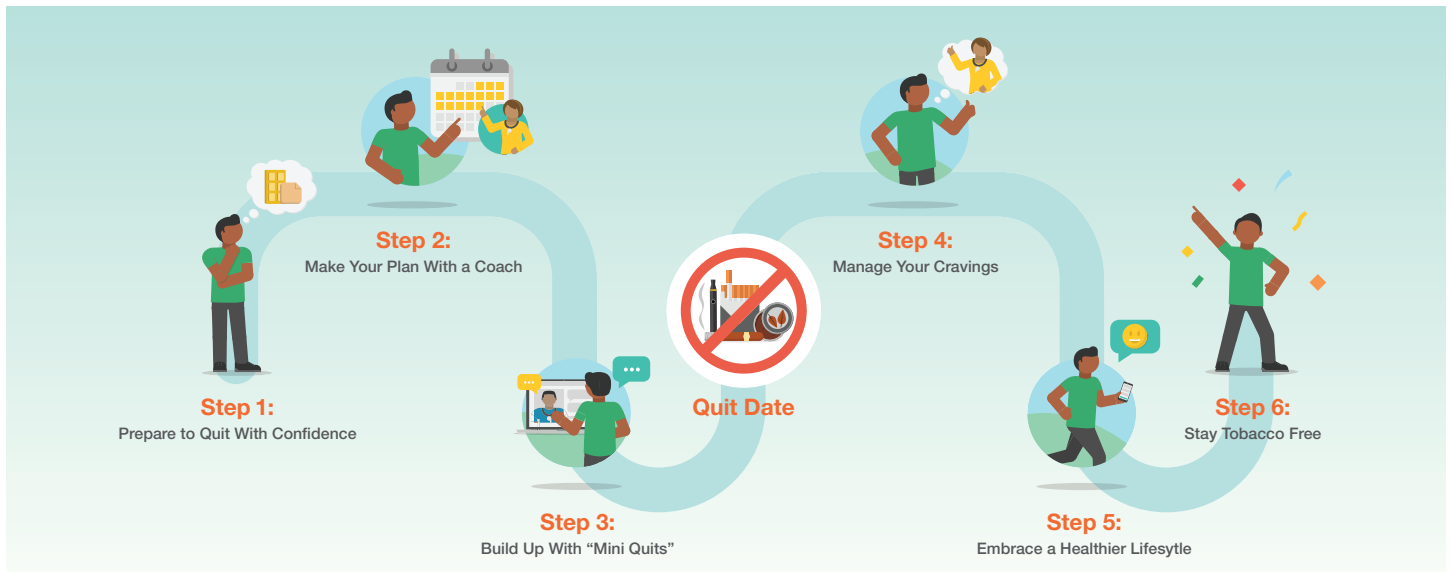 Step 1:
Prepare to Quit With Confidence
Step 2:
Make Your Plan With a Coach
Step 3:
Build Up With “Mini Quits”
Quit Date
Step 4:
Manage Your Cravings
Step 5:
Embrace a Healthier Lifesytle
Step 6:
Stay Tobacco Free